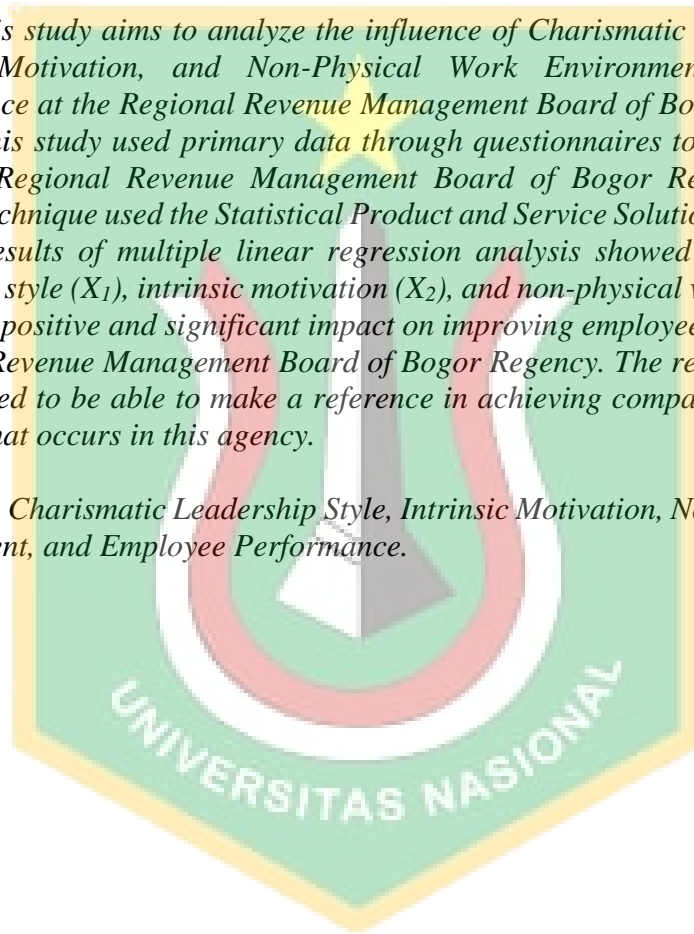 is study aims to analyze the influence of Charismatic
Motivation, and Non-Physical Work Environmen
ce at the Regional Revenue Management Board of Bo
his study used primary data through questionnaires to
Regional Revenue Management Board of Bogor Re
chnique used the Statistical Product and Service Solutio
esults of multiple linear regression analysis showed
style (X₁), intrinsic motivation (X₂), and non-physical v
positive and significant impact on improving employee
Revenue Management Board of Bogor Regency. The re
ed to be able to make a reference in achieving compa
hat occurs in this agency.
Charismatic Leadership Style, Intrinsic Motivation, No
ent, and Employee Performance.
UNIVERSITAS NASIONAL